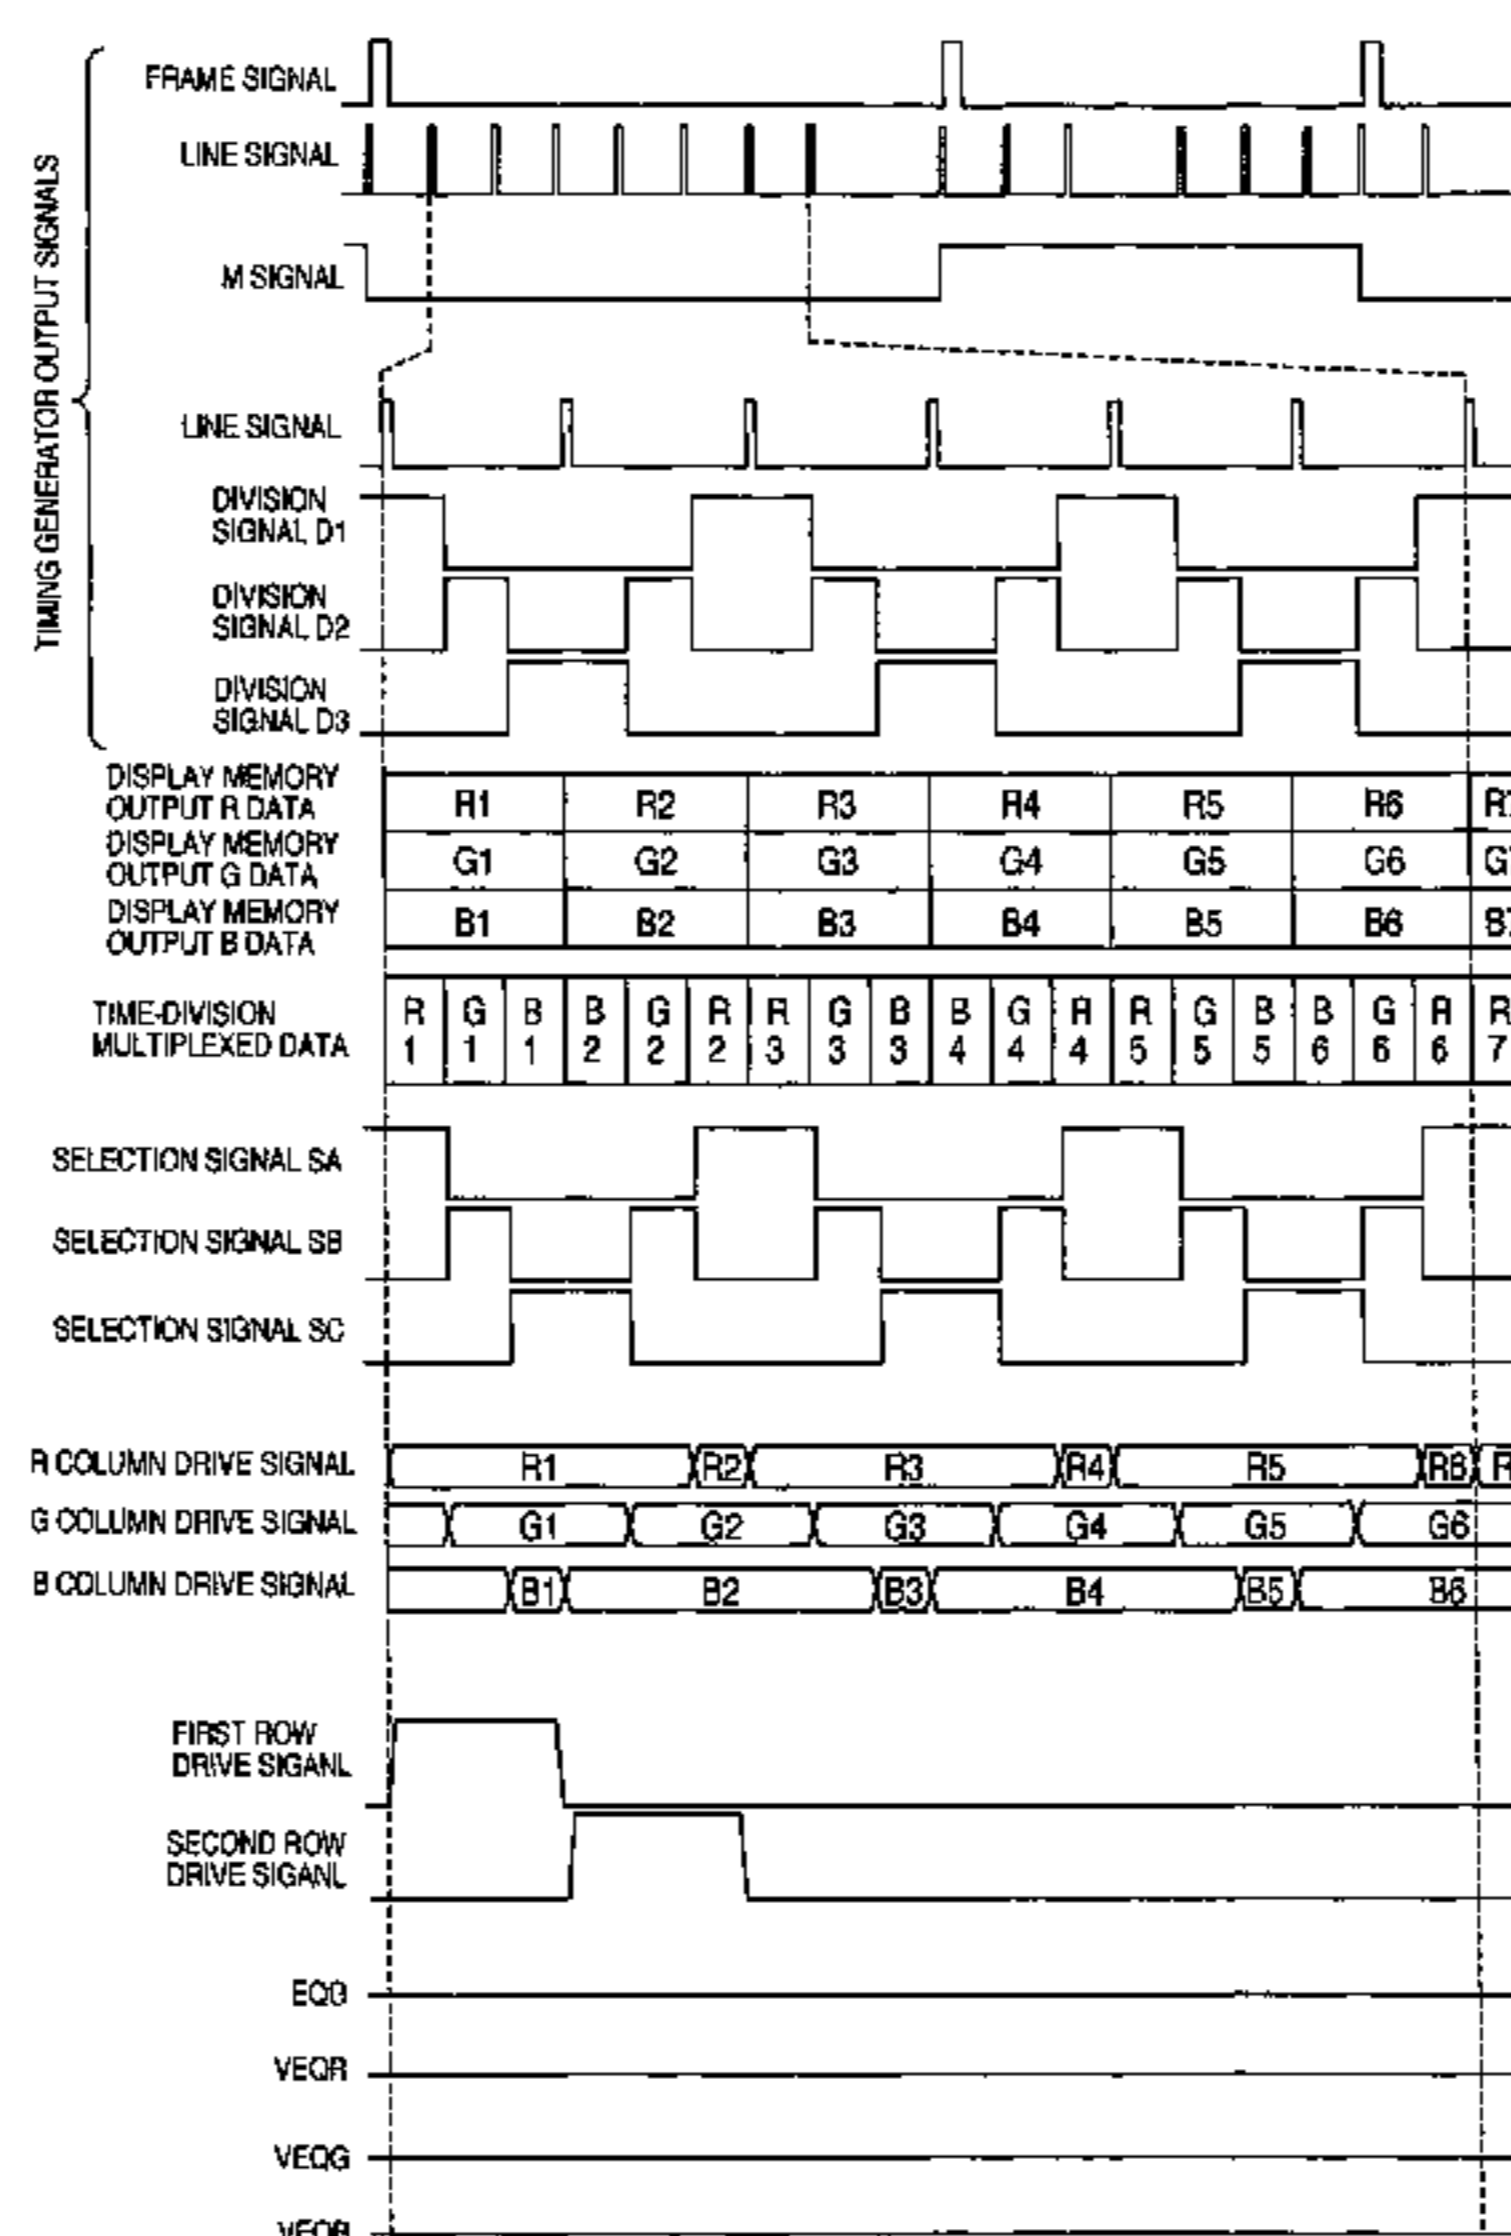 TIMING GENERATOR OUTPUT SIGNALS
FRAME SIGNAL
LINE SIGNAL
M SIGNAL
LINE SIGNAL
DIVISION
SIGNAL D1
DIVISION
SIGNAL D2
DIVISION
SIGNAL D3
DISPLAY MEMORY
OUTPUT R DATA
R1 R2 R3 R4 R5 R6
DISPLAY MEMORY
OUTPUT G DATA
G1 G2 G3 G4 G5 G6
DISPLAY MEMORY
OUTPUT B DATA
B1 B2 B3 B4 B5 B6
TIME-DIVISION
MULTIPLEXED DATA
R G B B G R R G B B G R R G B B G R R
1 1 1 2 2 2 3 3 3 4 4 4 5 5 5 6 6 6 7
SELECTION SIGNAL SA
SELECTION SIGNAL SB
SELECTION SIGNAL SC
R COLUMN DRIVE SIGNAL R1 R2 R3 R4 R5 R6 R
G COLUMN DRIVE SIGNAL G1 G2 G3 G4 G5 G6
B COLUMN DRIVE SIGNAL B1 B2 B3 B4 B5 B6
FIRST ROW
DRIVE SIGANL
SECOND ROW
DRIVE SIGANL
VEQR
VEQG
VEQB